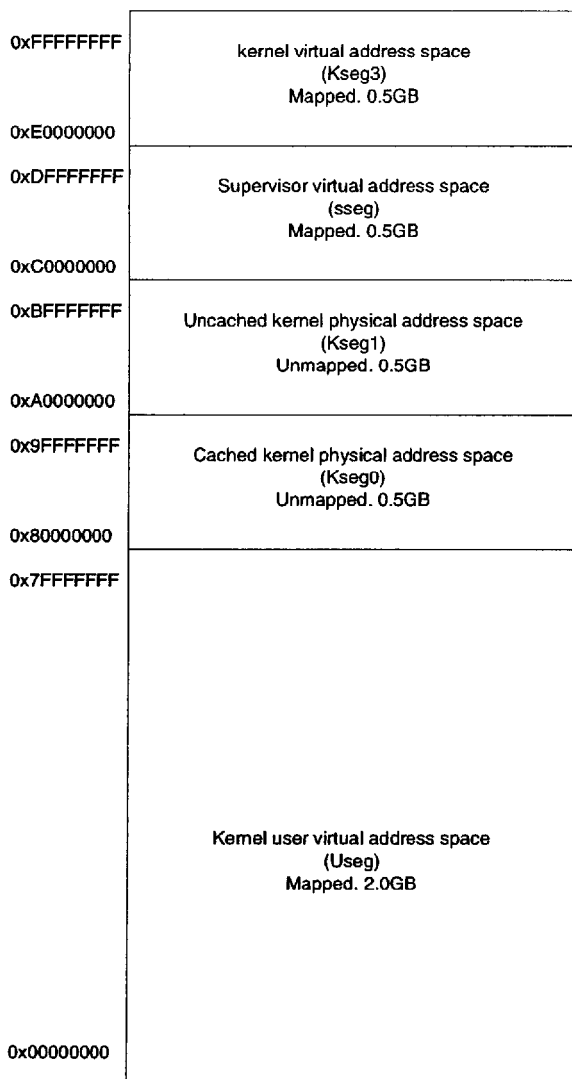 0xFFFFFFFF
kernel virtual address space
(Kseg3)
Mapped. 0.5GB
0xE0000000
0xDFFFFFFF
Supervisor virtual address space
(sseg)
Mapped. 0.5GB
0xC0000000
0xBFFFFFFF
Uncached kernel physical address space
(Kseg1)
Unmapped. 0.5GB
0xA0000000
0x9FFFFFFF
Cached kernel physical address space
(Kseg0)
Unmapped. 0.5GB
0x80000000
0x7FFFFFFF
Kernel user virtual address space
(Useg)
Mapped. 2.0GB
0x00000000